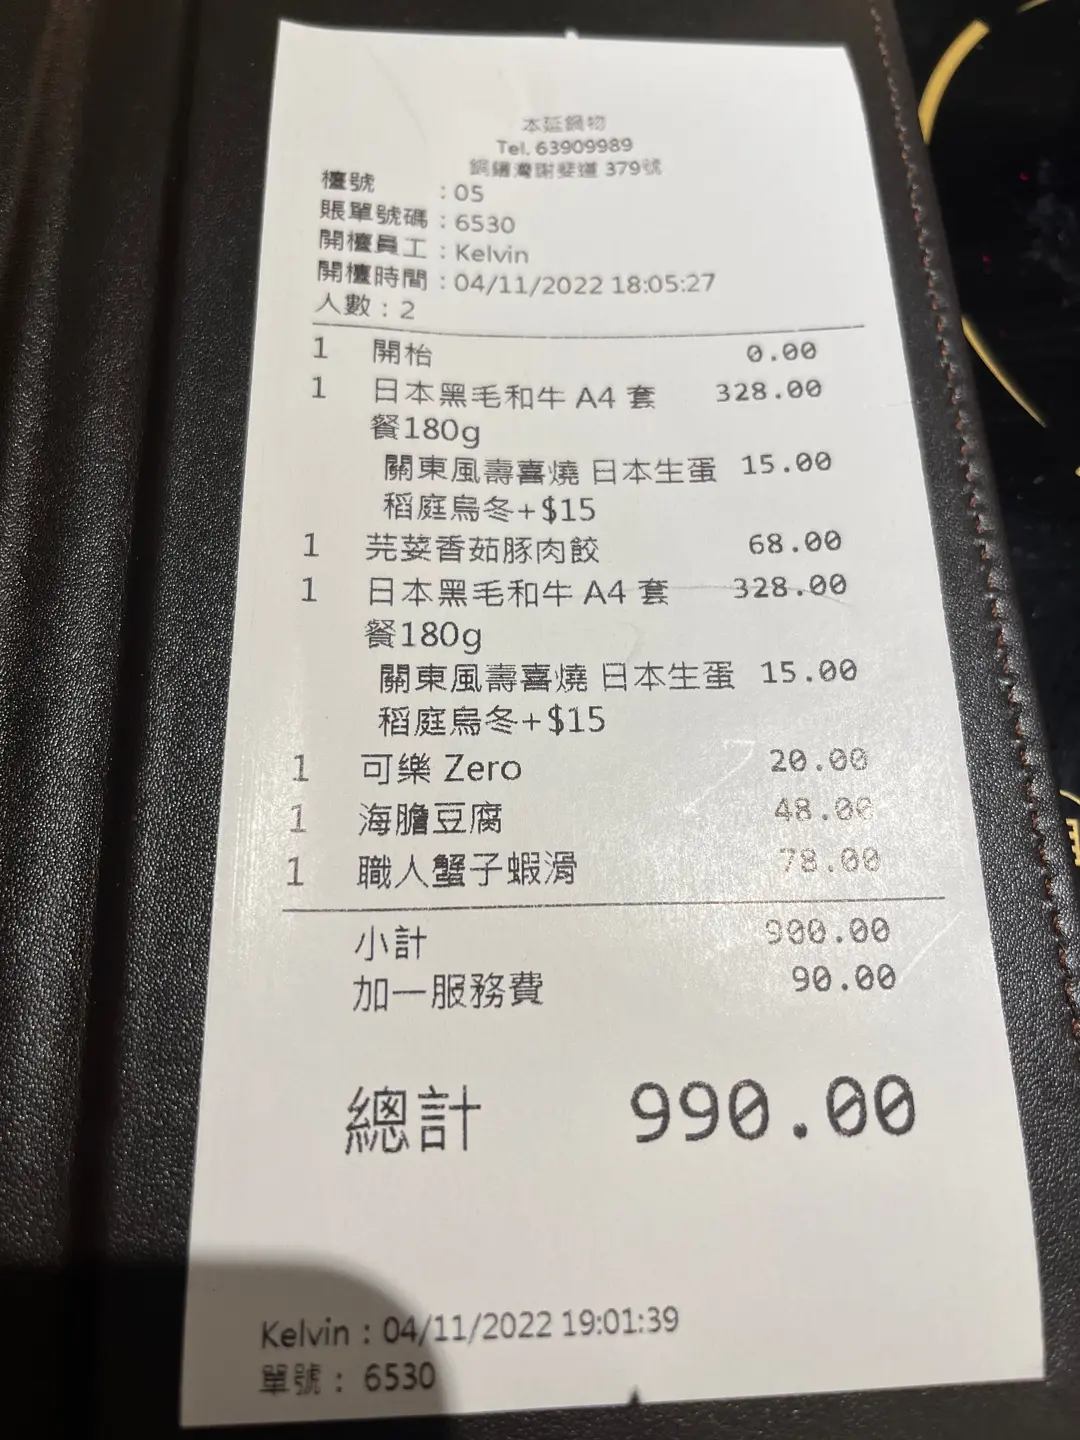 本延鍋物
Tel. 63909989
銅鑼灣謝斐道 379號
檯號 : 05
賬單號碼 : 6530
開檯員工 : Kelvin
開檯時間 : 04/11/2022 18:05:27
人數 : 2
1 開枱 0.00
1 日本黑毛和牛 A4 套 328.00
餐180g
關東風壽喜燒 日本生蛋 15.00
稻庭烏冬+$15
1 芫荽香茹豚肉餃 68.00
1 日本黑毛和牛 A4 套 328.00
餐180g
關東風壽喜燒 日本生蛋 15.00
稻庭烏冬+$15
1 可樂 Zero 20.00
1 海膽豆腐 48.00
1 職人蟹子蝦滑 78.00
小計 900.00
加一服務費 90.00
總計 990.00
Kelvin : 04/11/2022 19:01:39
單號 : 6530